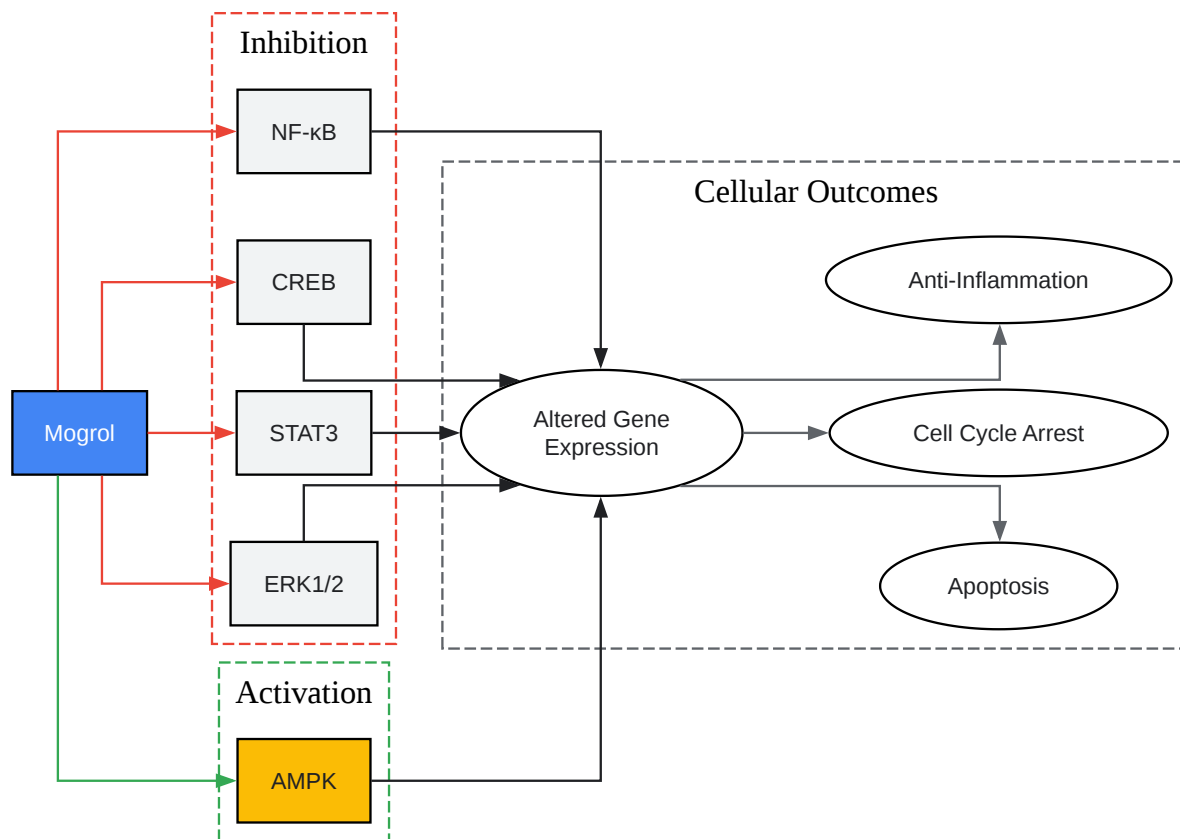 Inhibition
NF-κB
Cellular Outcomes
CREB
Anti-Inflammation
Mogrol
STAT3
Altered Gene
Expression
Cell Cycle Arrest
ERK1/2
Apoptosis
Activation
AMPK